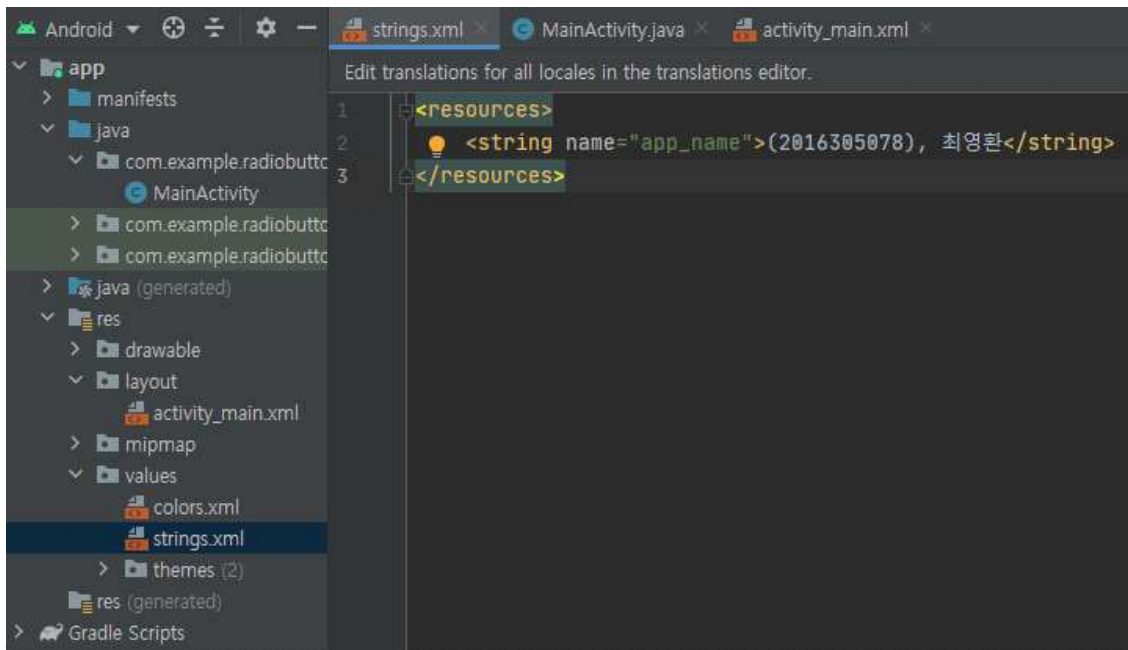 Android
strings.xml
MainActivity.java
activity_main.xml
app
manifests
java
com.example.radiobutto
MainActivity
com.example.radiobutto
com.example.radiobutto
java (generated)
res
drawable
layout
activity_main.xml
mipmap
values
colors.xml
strings.xml
themes (2)
res (generated)
Gradle Scripts
Edit translations for all locales in the translations editor.
1 <resources>
2 <string name="app_name">(2016305078), 최영환</string>
3 </resources>